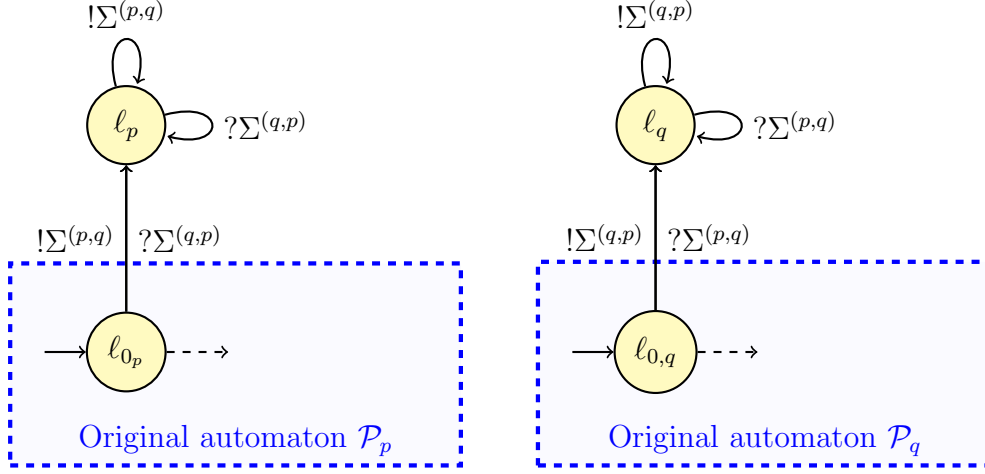 !Σ^(p,q)
ℓ_p
?Σ^(q,p)
!Σ^(p,q) ?Σ^(q,p)
ℓ_{0_p}
Original automaton 𝒫_p
!Σ^(q,p)
ℓ_q
?Σ^(p,q)
!Σ^(q,p) ?Σ^(p,q)
ℓ_{0,q}
Original automaton 𝒫_q